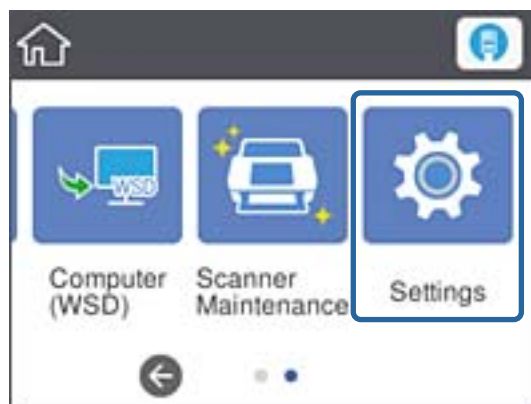 WSD
Computer
(WSD)
Scanner
Maintenance
Settings